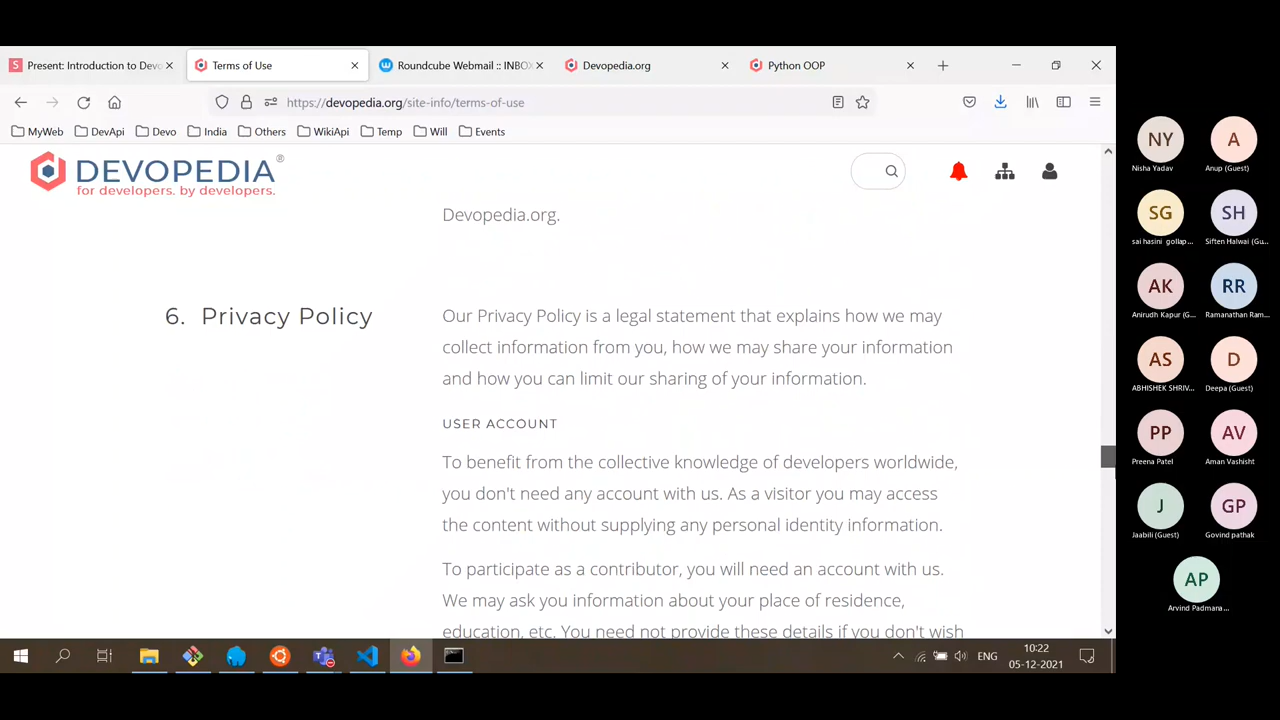 Present: Introduction to Devo
Terms of Use
Roundcube Webmail :: INBOX
Devopedia.org
Python OOP
https://devopedia.org/site-info/terms-of-use
MyWeb
DevApi
Devo
India
Others
WikiApi
Temp
Will
Events
DEVOPEDIA®
for developers. by developers.
Devopedia.org.
6. Privacy Policy
Our Privacy Policy is a legal statement that explains how we may
collect information from you, how we may share your information
and how you can limit our sharing of your information.
USER ACCOUNT
To benefit from the collective knowledge of developers worldwide,
you don't need any account with us. As a visitor you may access
the content without supplying any personal identity information.
To participate as a contributor, you will need an account with us.
We may ask you information about your place of residence,
education, etc. You need not provide these details if you don't wish
ENG
10:22
05-12-2021
NY
Nisha Yadav
A
Anup (Guest)
SG
sai hasini gollap...
SH
Siften Halwai (Gu...
AK
Anirudh Kapur (G...
RR
Ramanathan Ram...
AS
ABHISHEK SHRIV...
D
Deepa (Guest)
PP
Preena Patel
AV
Aman Vashisht
J
Jaabili (Guest)
GP
Govind pathak
AP
Arvind Padmana...